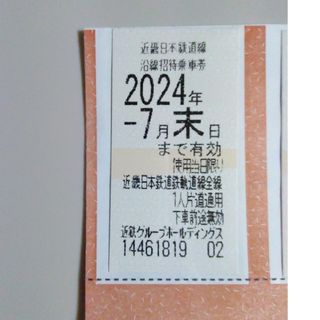 近畿日本鉄道線
沿線招待乗車券
2024年
-7月末日
まで有効
使用当日限り
近畿日本鉄道鉄軌道線全線
1人片道通用
下車前途無効
近鉄グループホールディングス
14461819 02